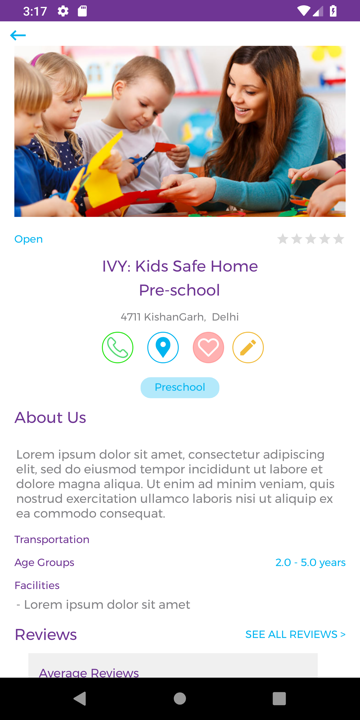 3:17
Open
IVY: Kids Safe Home
Pre-school
4711 KishanGarh, Delhi
Preschool
About Us
Lorem ipsum dolor sit amet, consectetur adipiscing
elit, sed do eiusmod tempor incididunt ut labore et
dolore magna aliqua. Ut enim ad minim veniam, quis
nostrud exercitation ullamco laboris nisi ut aliquip ex
ea commodo consequat.
Transportation
Age Groups 2.0 - 5.0 years
Facilities
- Lorem ipsum dolor sit amet
Reviews SEE ALL REVIEWS >
Average Reviews